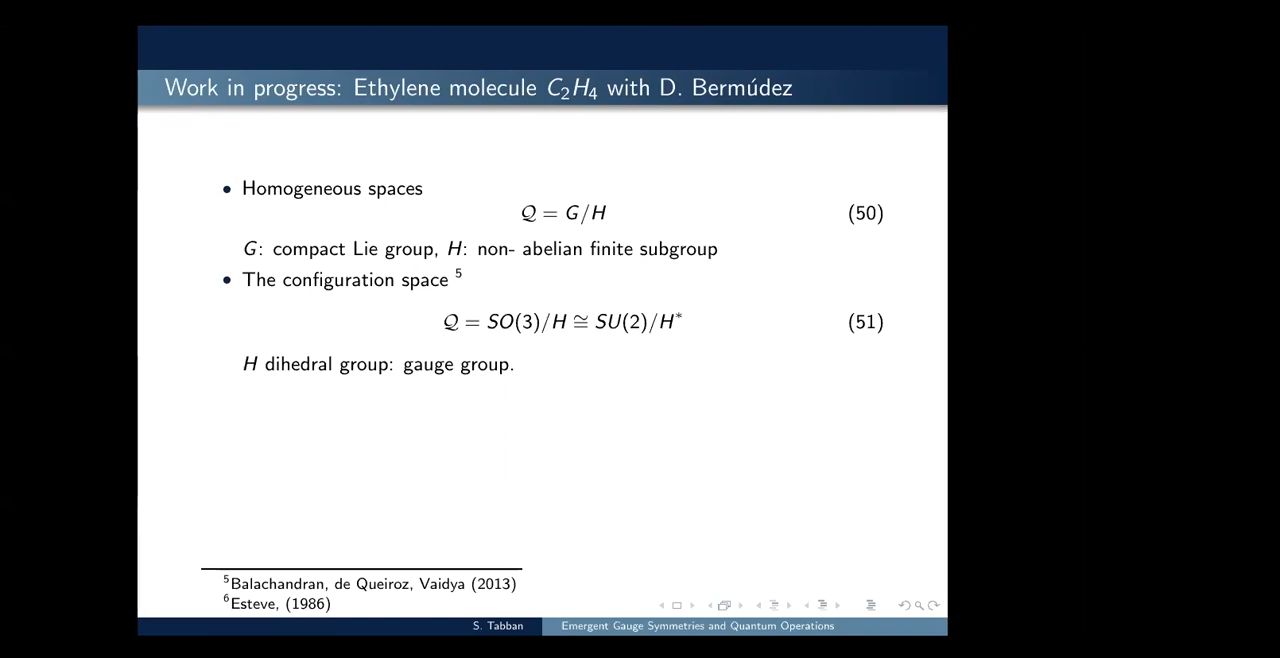 Work in progress: Ethylene molecule C₂H₄ with D. Bermúdez
• Homogeneous spaces
𝒬 = G/H (50)
G: compact Lie group, H: non- abelian finite subgroup
• The configuration space ⁵
𝒬 = SO(3)/H ≅ SU(2)/H* (51)
H dihedral group: gauge group.
⁵Balachandran, de Queiroz, Vaidya (2013)
⁶Esteve, (1986)
S. Tabban Emergent Gauge Symmetries and Quantum Operations